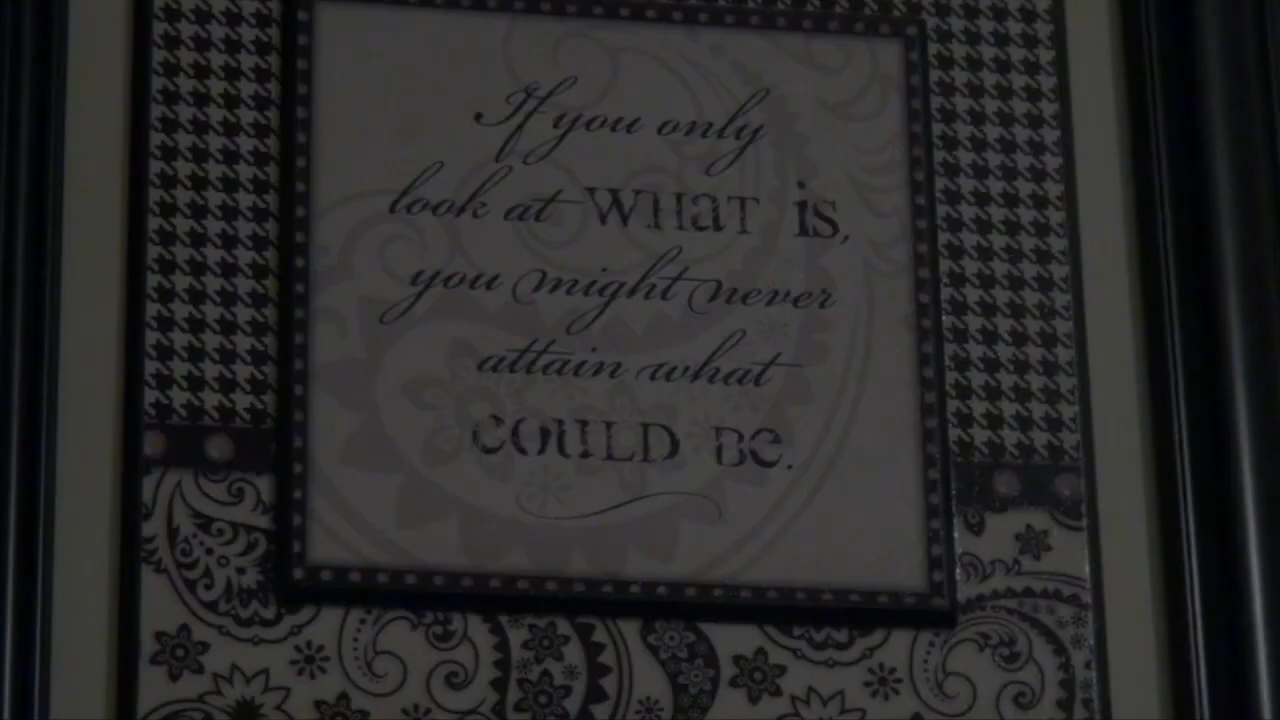 If you only
look at WHaT is,
you might never
attain what
COULD Be.